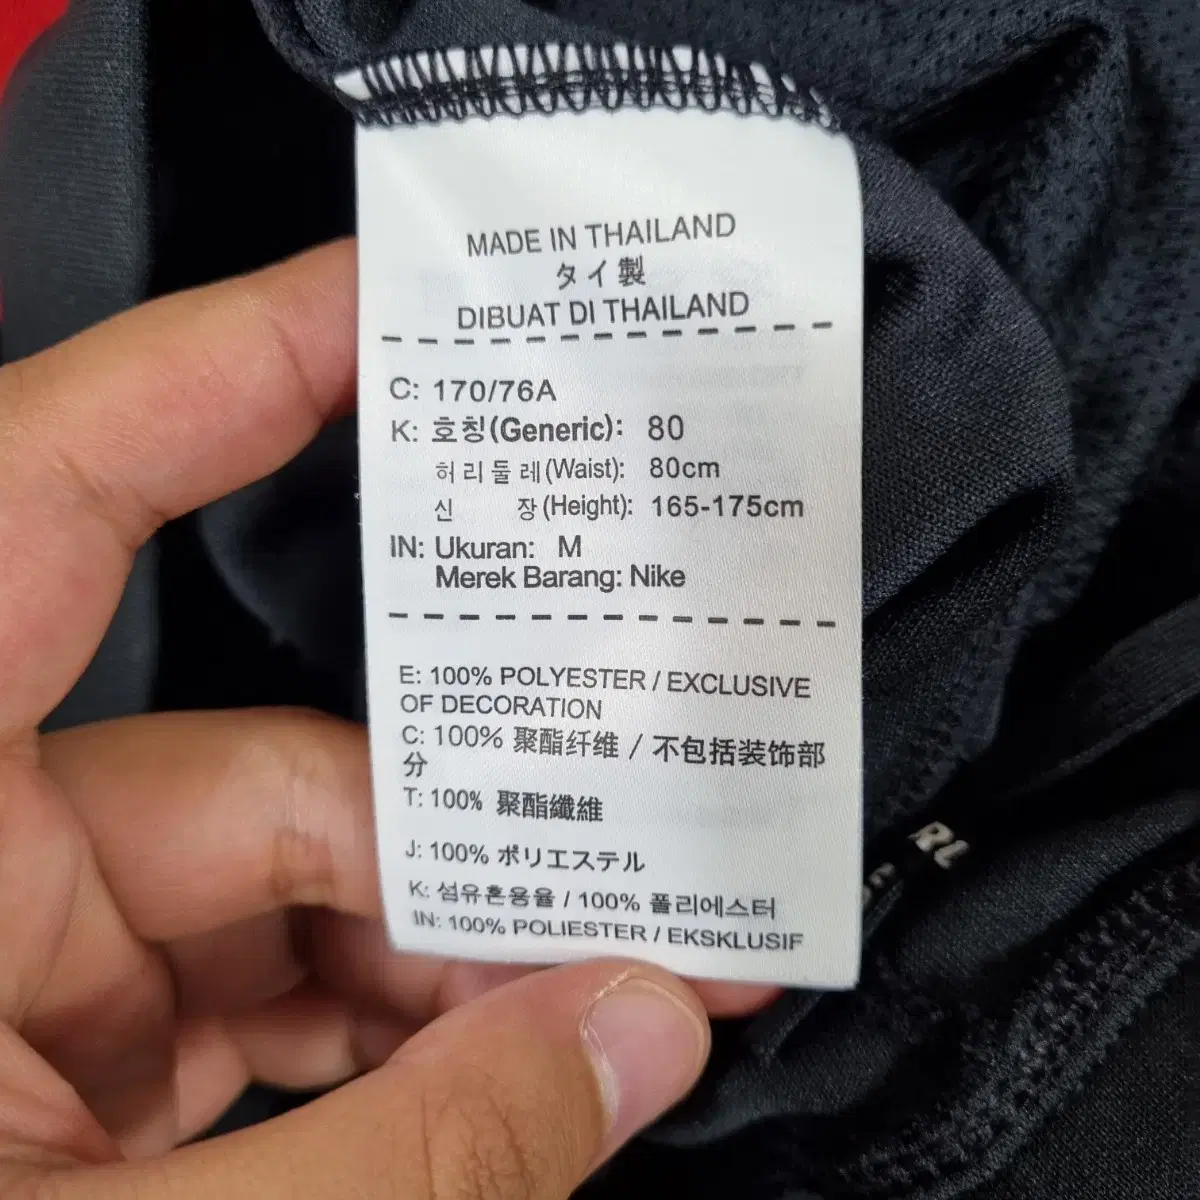 MADE IN THAILAND
タイ製
DIBUAT DI THAILAND
C: 170/76A
K: 호칭(Generic): 80
허리둘레(Waist): 80cm
신 장(Height): 165-175cm
IN: Ukuran: M
Merek Barang: Nike
E: 100% POLYESTER / EXCLUSIVE
OF DECORATION
C: 100% 聚酯纤维 / 不包括装饰部
分
T: 100% 聚酯纖維
J: 100% ポリエステル
K: 섬유혼용율 / 100% 폴리에스터
IN: 100% POLIESTER / EKSKLUSIF